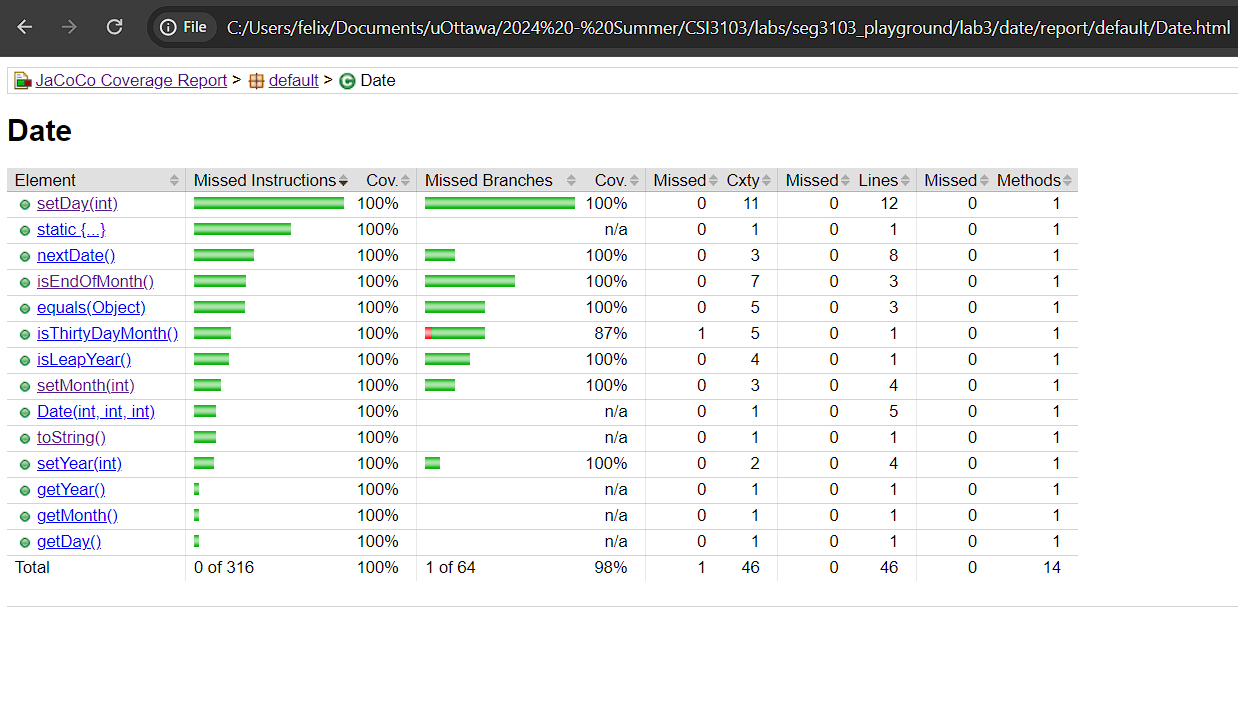 File C:/Users/felix/Documents/uOttawa/2024%20-%20Summer/CSI3103/labs/seg3103_playground/lab3/date/report/default/Date.html
JaCoCo Coverage Report > default > Date
Date
Element Missed Instructions Cov. Missed Branches Cov. Missed Cxty Missed Lines Missed Methods
setDay(int) 100% 100% 0 11 0 12 0 1
static {...} 100% n/a 0 1 0 1 0 1
nextDate() 100% 100% 0 3 0 8 0 1
isEndOfMonth() 100% 100% 0 7 0 3 0 1
equals(Object) 100% 100% 0 5 0 3 0 1
isThirtyDayMonth() 100% 87% 1 5 0 1 0 1
isLeapYear() 100% 100% 0 4 0 1 0 1
setMonth(int) 100% 100% 0 3 0 4 0 1
Date(int, int, int) 100% n/a 0 1 0 5 0 1
toString() 100% n/a 0 1 0 1 0 1
setYear(int) 100% 100% 0 2 0 4 0 1
getYear() 100% n/a 0 1 0 1 0 1
getMonth() 100% n/a 0 1 0 1 0 1
getDay() 100% n/a 0 1 0 1 0 1
Total 0 of 316 100% 1 of 64 98% 1 46 0 46 0 14